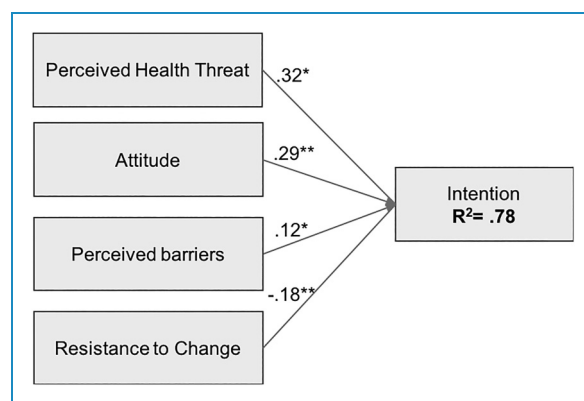 Perceived Health Threat
.32*
Attitude
.29**
Intention
R²= .78
Perceived barriers
.12*
-.18**
Resistance to Change